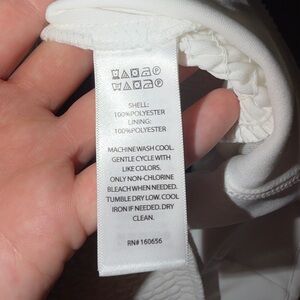 SHELL:
100%POLYESTER
LINING:
100%POLYESTER
MACHINE WASH COOL.
GENTLE CYCLE WITH
LIKE COLORS.
ONLY NON-CHLORINE
BLEACH WHEN NEEDED.
TUMBLE DRY LOW. COOL
IRON IF NEEDED. DRY
CLEAN.
RN# 160656